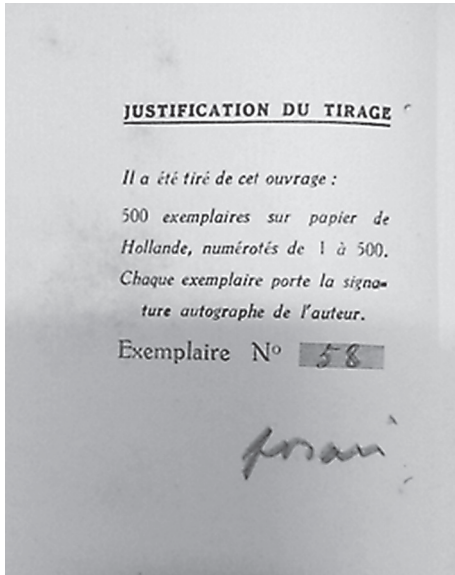 JUSTIFICATION DU TIRAGE
Il a été tiré de cet ouvrage :
500 exemplaires sur papier de
Hollande, numérotés de 1 à 500.
Chaque exemplaire porte la signa-
ture autographe de l'auteur.
Exemplaire Nº 58